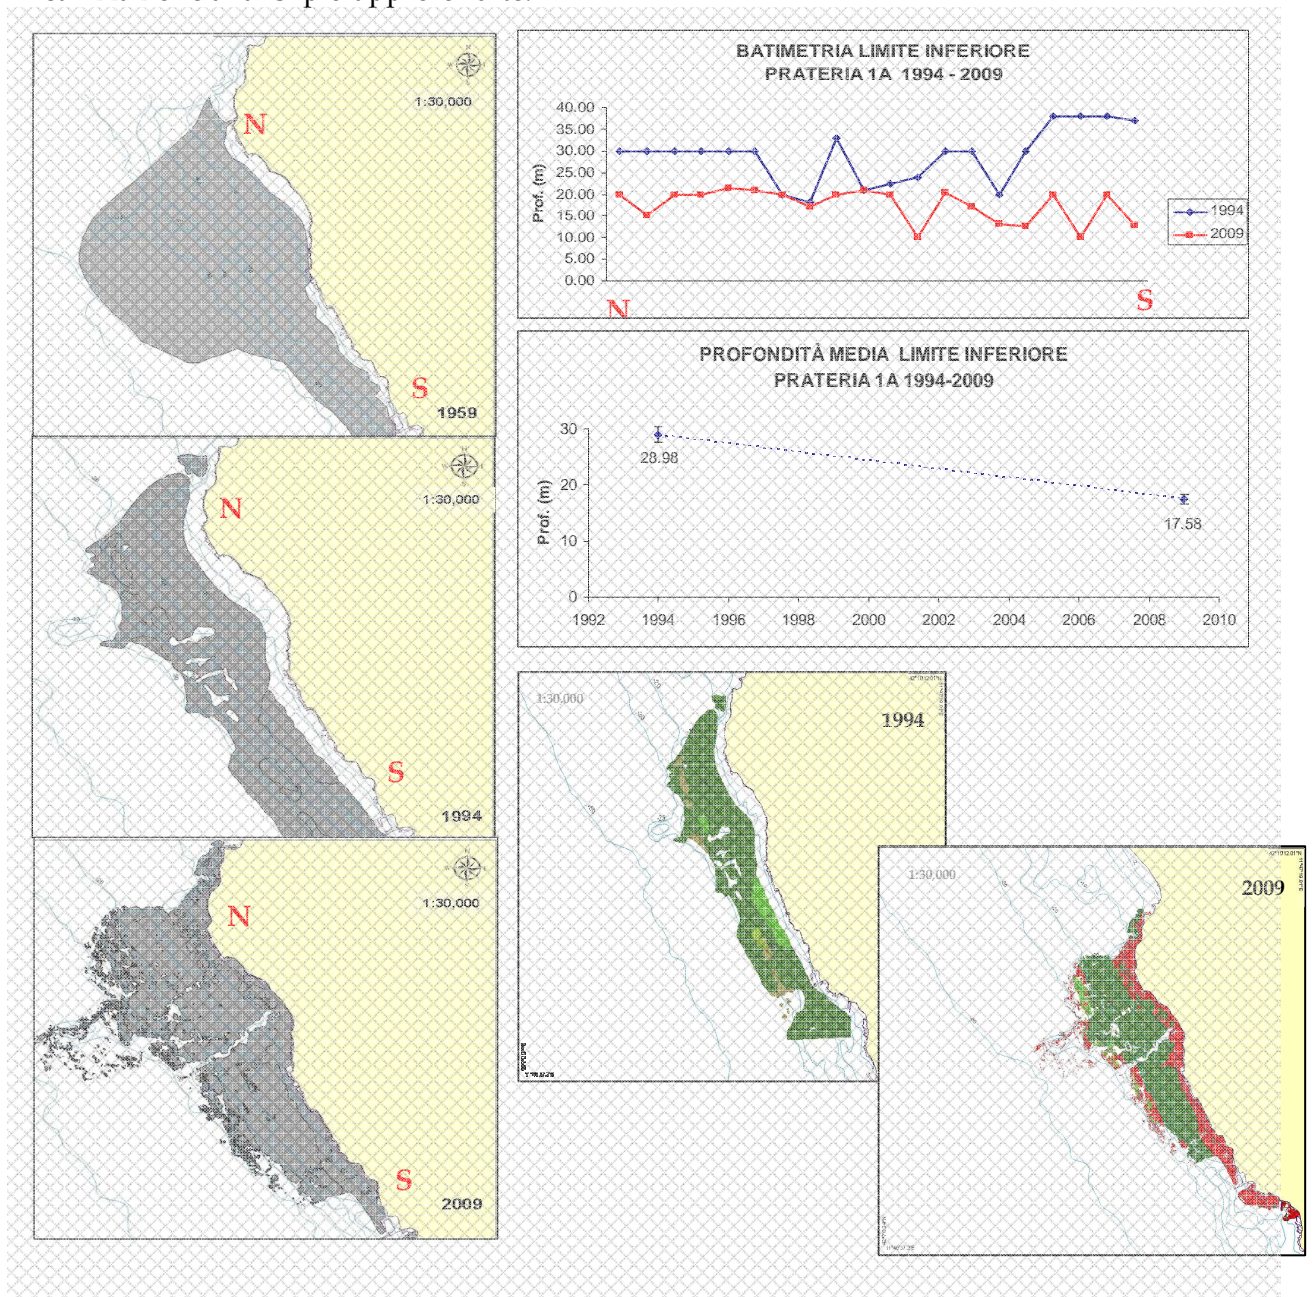 1:30,000
N
S
1959
1:30,000
N
S
1994
1:30,000
N
S
2009
BATIMETRIA LIMITE INFERIORE
PRATERIA 1A 1994 - 2009
Prof. (m)
40.00
35.00
30.00
25.00
20.00
15.00
10.00
5.00
0.00
N
S
1994
2009
PROFONDITÀ MEDIA LIMITE INFERIORE
PRATERIA 1A 1994-2009
Prof. (m)
30
20
10
0
28.98
17.58
1992
1994
1996
1998
2000
2002
2004
2006
2008
2010
1:30,000
1994
1:30,000
2009